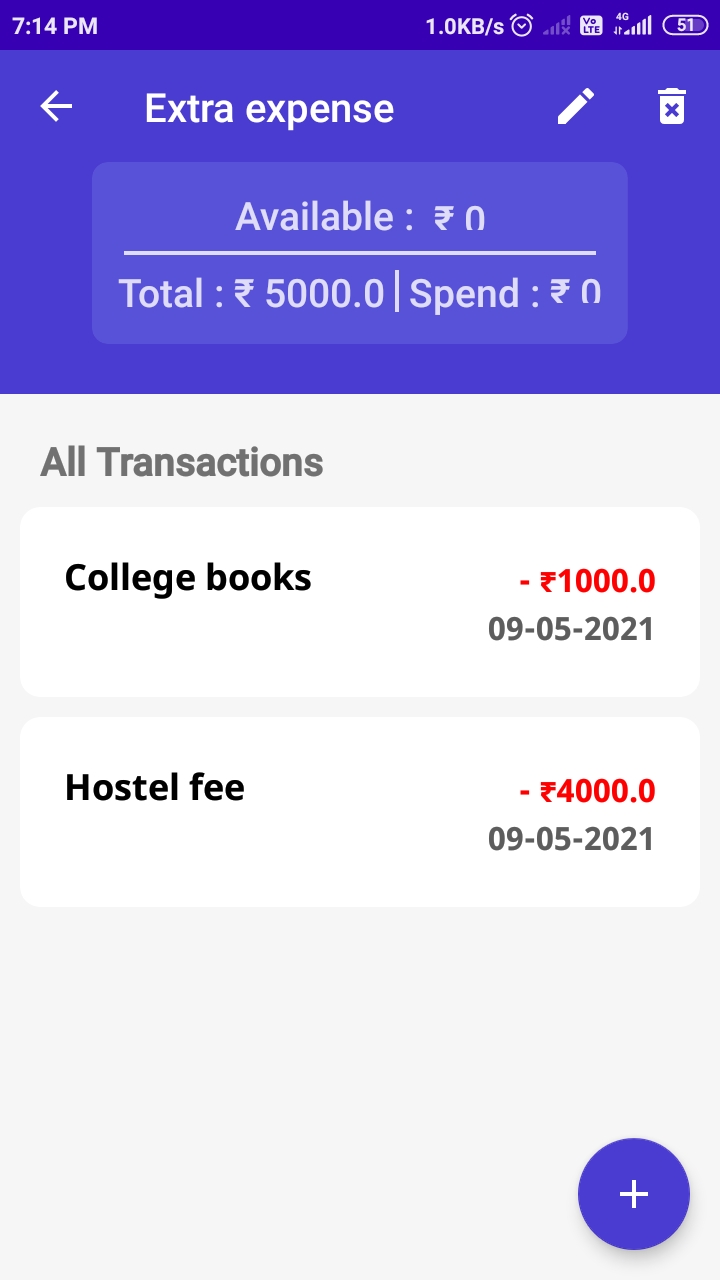 7:14 PM 1.0KB/s Vo LTE 4G 51
Extra expense
Available : ₹ 0
Total : ₹ 5000.0 | Spend : ₹ 0
All Transactions
College books - ₹1000.0
09-05-2021
Hostel fee - ₹4000.0
09-05-2021
+